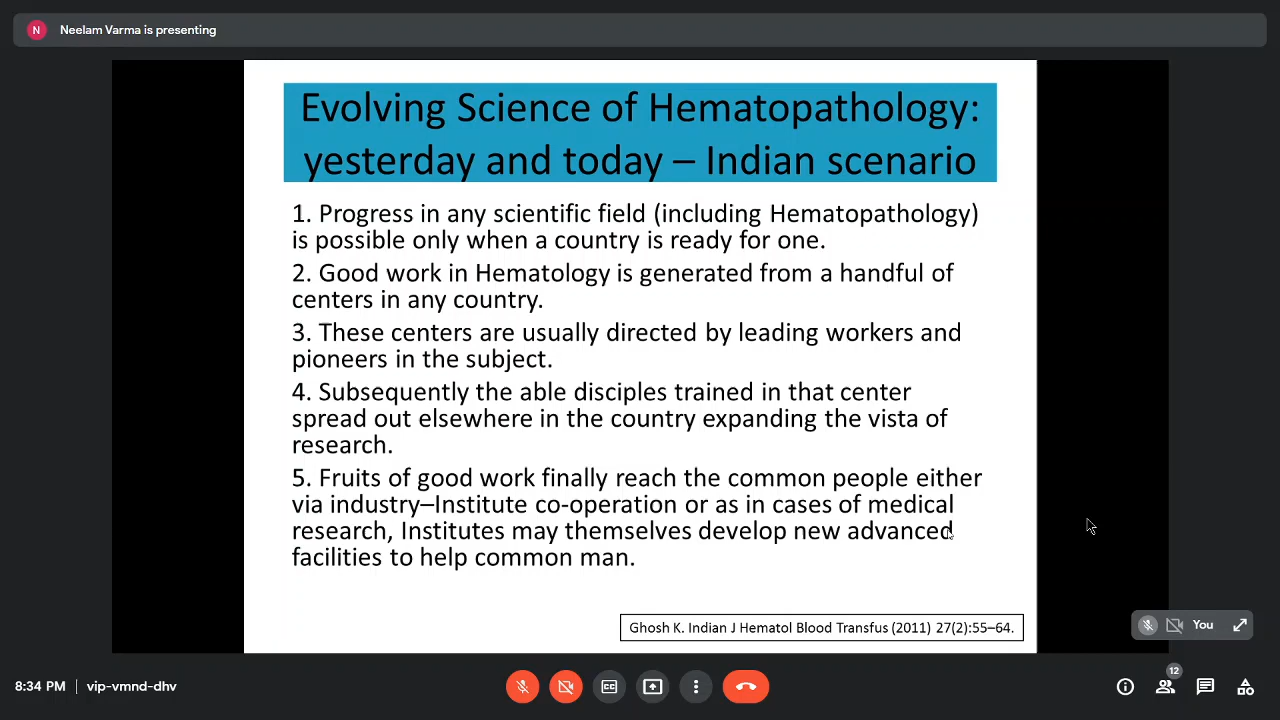 N Neelam Varma is presenting
Evolving Science of Hematopathology:
yesterday and today – Indian scenario
1. Progress in any scientific field (including Hematopathology)
is possible only when a country is ready for one.
2. Good work in Hematology is generated from a handful of
centers in any country.
3. These centers are usually directed by leading workers and
pioneers in the subject.
4. Subsequently the able disciples trained in that center
spread out elsewhere in the country expanding the vista of
research.
5. Fruits of good work finally reach the common people either
via industry–Institute co-operation or as in cases of medical
research, Institutes may themselves develop new advanced
facilities to help common man.
Ghosh K. Indian J Hematol Blood Transfus (2011) 27(2):55–64.
You
8:34 PM | vip-vmnd-dhv
CC
12